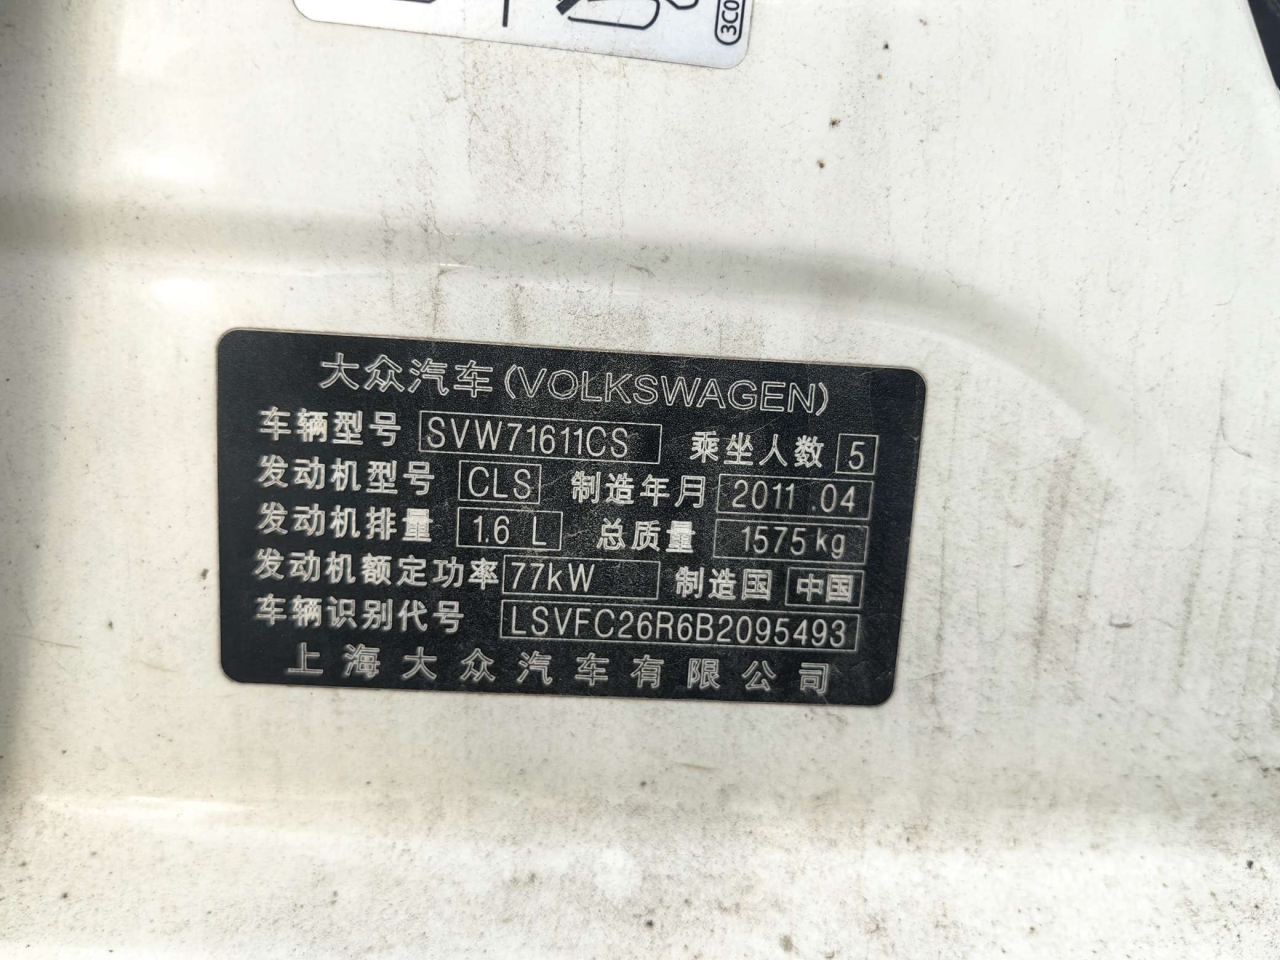 3C0
大众汽车(VOLKSWAGEN)
车辆型号 SVW71611CS 乘坐人数 5
发动机型号 CLS 制造年月 2011.04
发动机排量 1.6 L 总质量 1575kg
发动机额定功率 77kW 制造国 中国
车辆识别代号 LSVFC26R6B2095493
上海大众汽车有限公司